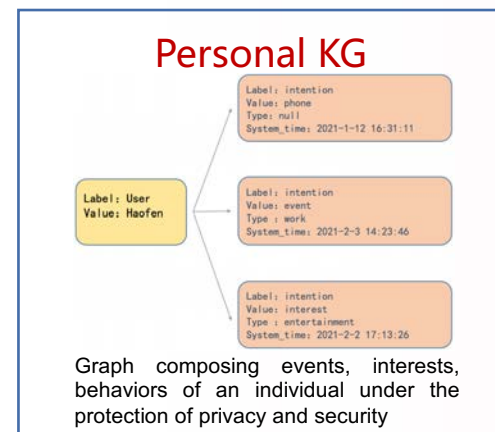 Personal KG
Label: intention
Value: phone
Type: null
System_time: 2021-1-12 16:31:11
Label: User
Value: Haofen
Label: intention
Value: event
Type : work
System_time: 2021-2-3 14:23:46
Label: intention
Value: interest
Type : entertainment
System_time: 2021-2-2 17:13:26
Graph composing events, interests,
behaviors of an individual under the
protection of privacy and security